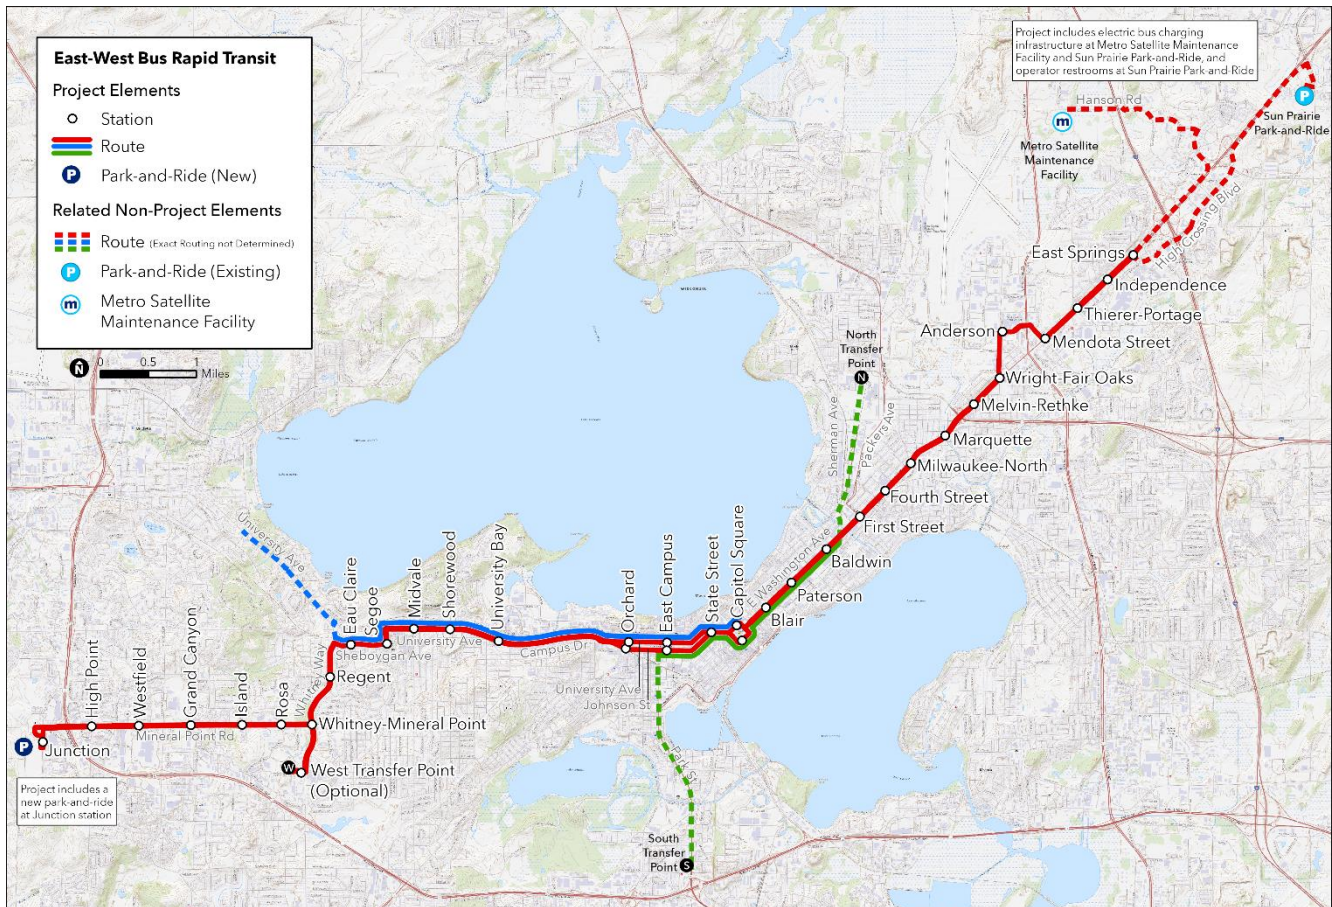 East-West Bus Rapid Transit
Project Elements
Station
Route
P
Park-and-Ride (New)
Related Non-Project Elements
Route (Exact Routing not Determined)
P
Park-and-Ride (Existing)
m
Metro Satellite
Maintenance Facility
N
0
0.5
1
Miles
Project includes electric bus charging
infrastructure at Metro Satellite Maintenance
Facility and Sun Prairie Park-and-Ride, and
operator restrooms at Sun Prairie Park-and-Ride
Hanson Rd
m
Metro Satellite
Maintenance
Facility
P
Sun Prairie
Park-and-Ride
High Crossing Blvd
East Springs
Independence
Thierer-Portage
Mendota Street
Anderson
Wright-Fair Oaks
Melvin-Rethke
Marquette
Milwaukee-North
Fourth Street
First Street
Baldwin
Paterson
Blair
North
Transfer
Point
N
Sherman Ave
Packers Ave
E Washington Ave
Capitol Square
State Street
East Campus
Orchard
University Bay
Shorewood
Midvale
Segoe
Eau Claire
University Ave
University Ave
Sheboygan Ave
Campus Dr
University Ave
Johnson St
Park St
South
Transfer
Point
S
Whitney Way
Regent
Whitney-Mineral Point
Rosa
Island
Grand Canyon
Westfield
High Point
Mineral Point Rd
P
Junction
W
West Transfer Point
(Optional)
Project includes a
new park-and-ride
at Junction station